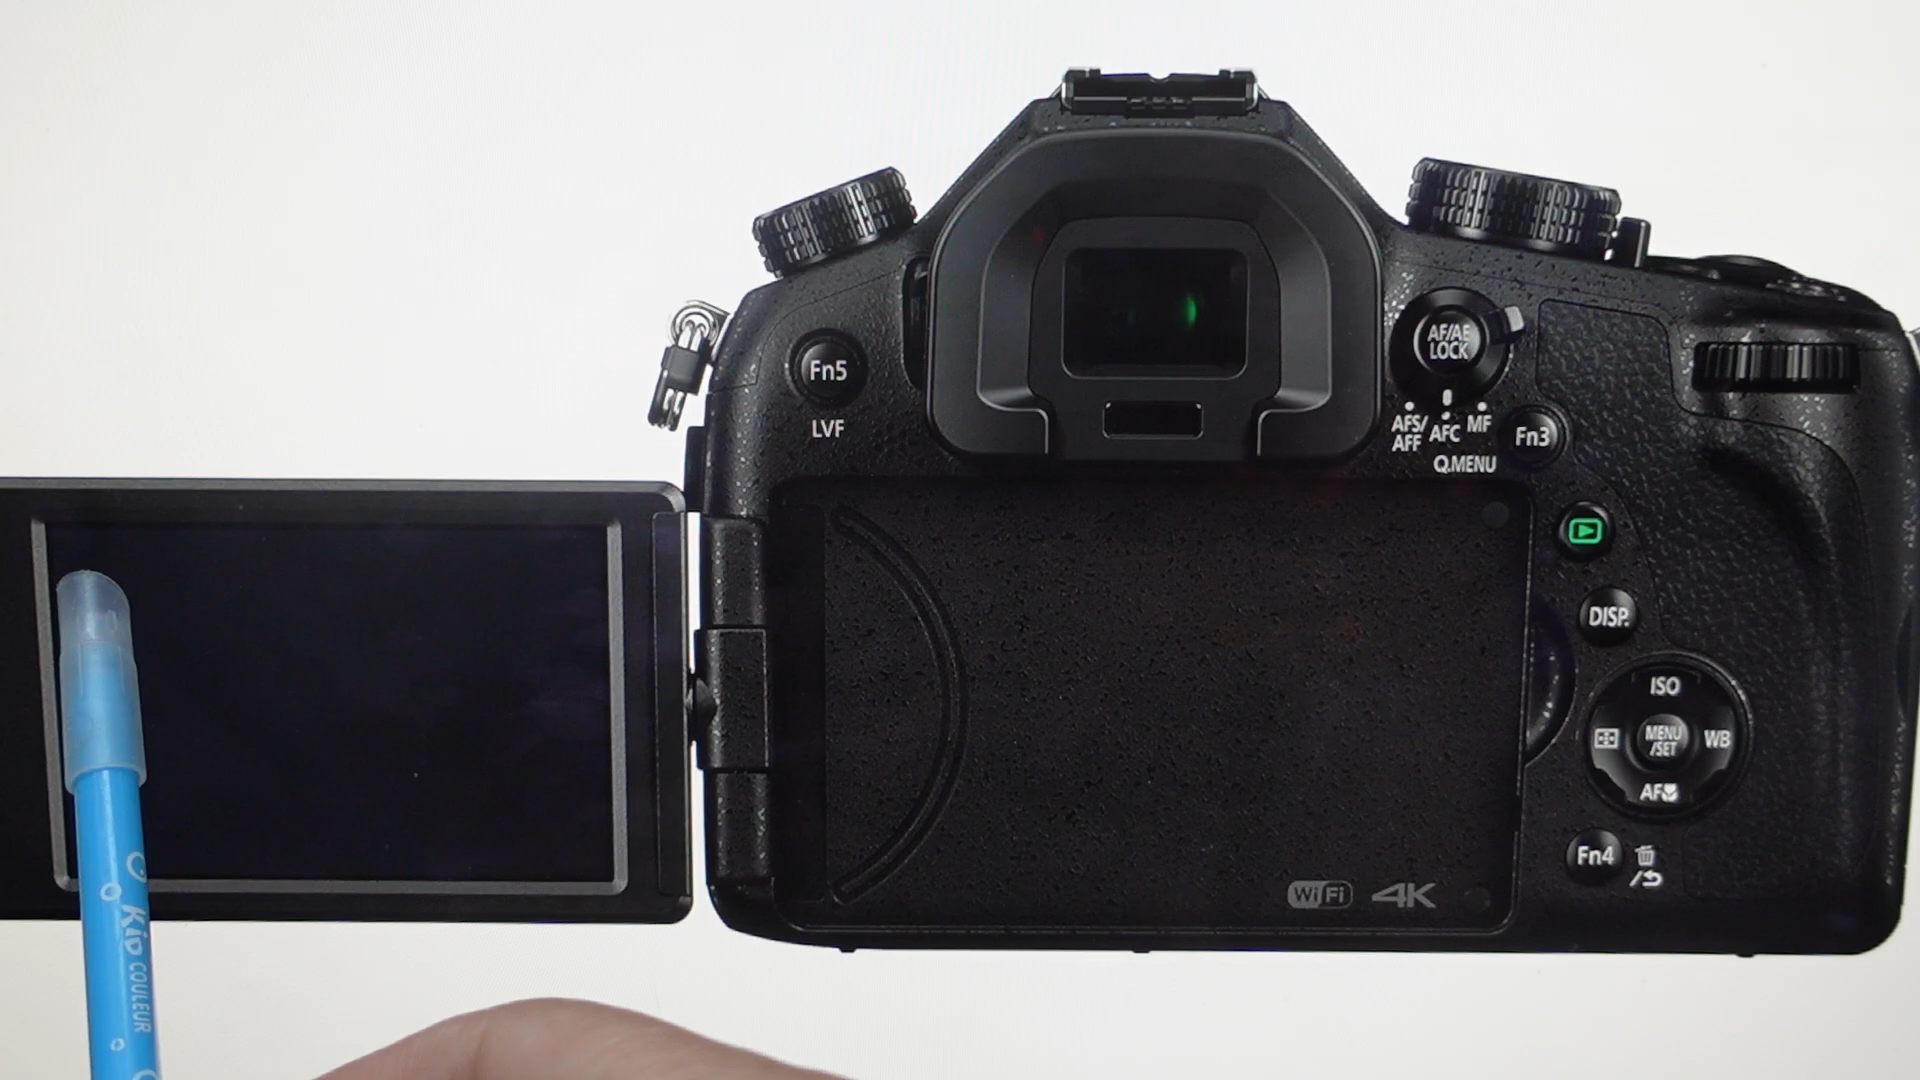 AF/AE
LOCK
Fn5
LVF
AFS/
AFF
AFC
MF
Fn3
Q.MENU
DISP.
ISO
MENU
/SET
WB
AF
Fn4
WiFi
4K
Kid COULEUR